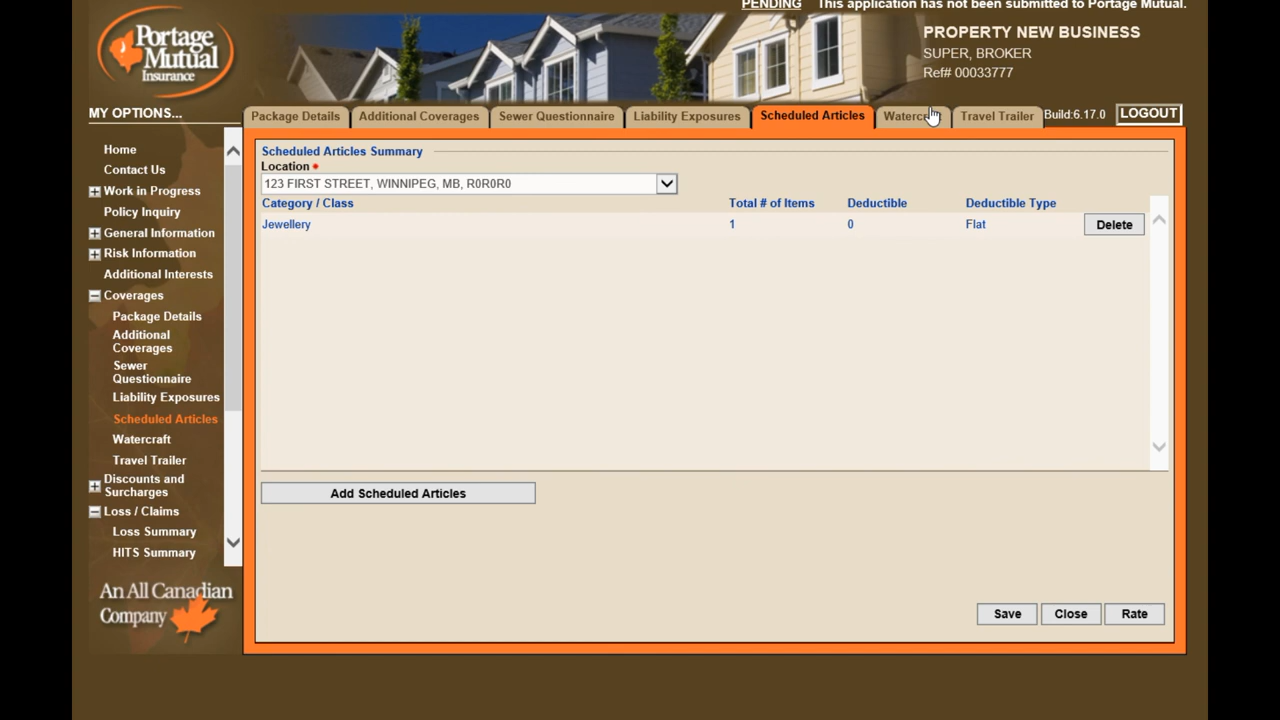 PENDING This application has not been submitted to Portage Mutual.
Portage
Mutual
Insurance
PROPERTY NEW BUSINESS
SUPER, BROKER
Ref# 00033777
MY OPTIONS...
Package Details Additional Coverages Sewer Questionnaire Liability Exposures Scheduled Articles Travel Trailer Build:6.17.0 LOGOUT
Home
Contact Us
Work in Progress
Policy Inquiry
General Information
Risk Information
Additional Interests
Coverages
Package Details
Additional
Coverages
Sewer
Questionnaire
Liability Exposures
Scheduled Articles
Watercraft
Travel Trailer
Discounts and
Surcharges
Loss / Claims
Loss Summary
HITS Summary
An All Canadian
Company
Scheduled Articles Summary
Location
123 FIRST STREET, WINNIPEG, MB, R0R0R0
Category / Class Total # of Items Deductible Deductible Type
Jewellery 1 0 Flat Delete
Add Scheduled Articles
Save Close Rate